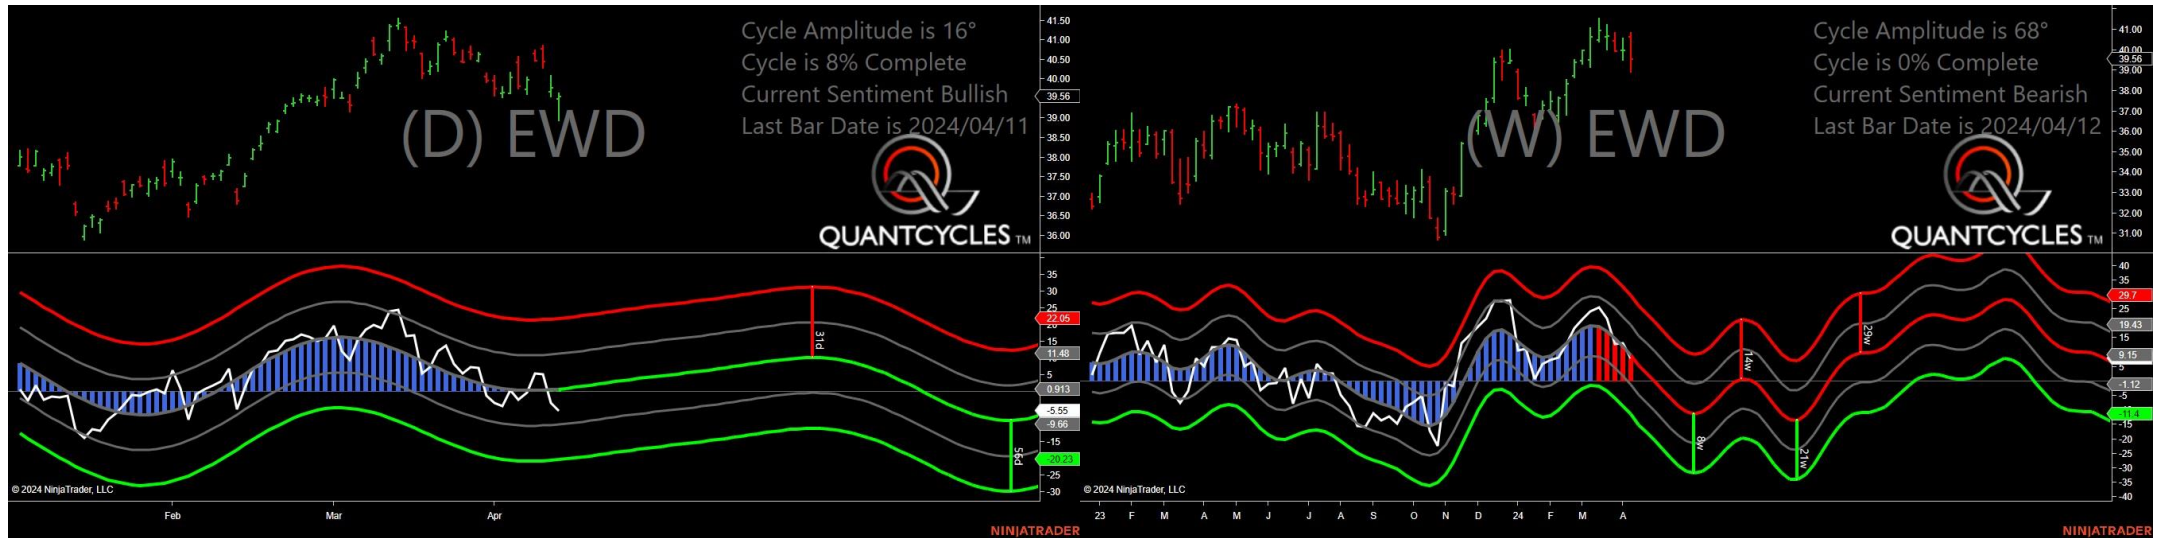 Cycle Amplitude is 16°
Cycle is 8% Complete
Current Sentiment Bullish
Last Bar Date is 2024/04/11
(D) EWD
QUANTCYCLES TM
41.50
41.00
40.50
40.00
39.56
39.00
38.50
38.00
37.50
37.00
36.50
36.00
35
30
25
22.05
20
15
11.48
5
0.913
-5.55
-9.66
-15
-20.23
-25
-30
31d
56d
© 2024 NinjaTrader, LLC
Feb Mar Apr
NINJATRADER
Cycle Amplitude is 68°
Cycle is 0% Complete
Current Sentiment Bearish
Last Bar Date is 2024/04/12
(W) EWD
QUANTCYCLES TM
41.00
40.00
39.56
39.00
38.00
37.00
36.00
35.00
34.00
33.00
32.00
31.00
40
35
29.7
25
19.43
15
9.15
5
-1.12
-5
-11.4
-15
-20
-25
-30
-35
-40
8w
14w
21w
29w
© 2024 NinjaTrader, LLC
23 F M A M J J A S O N D 24 F M A
NINJATRADER